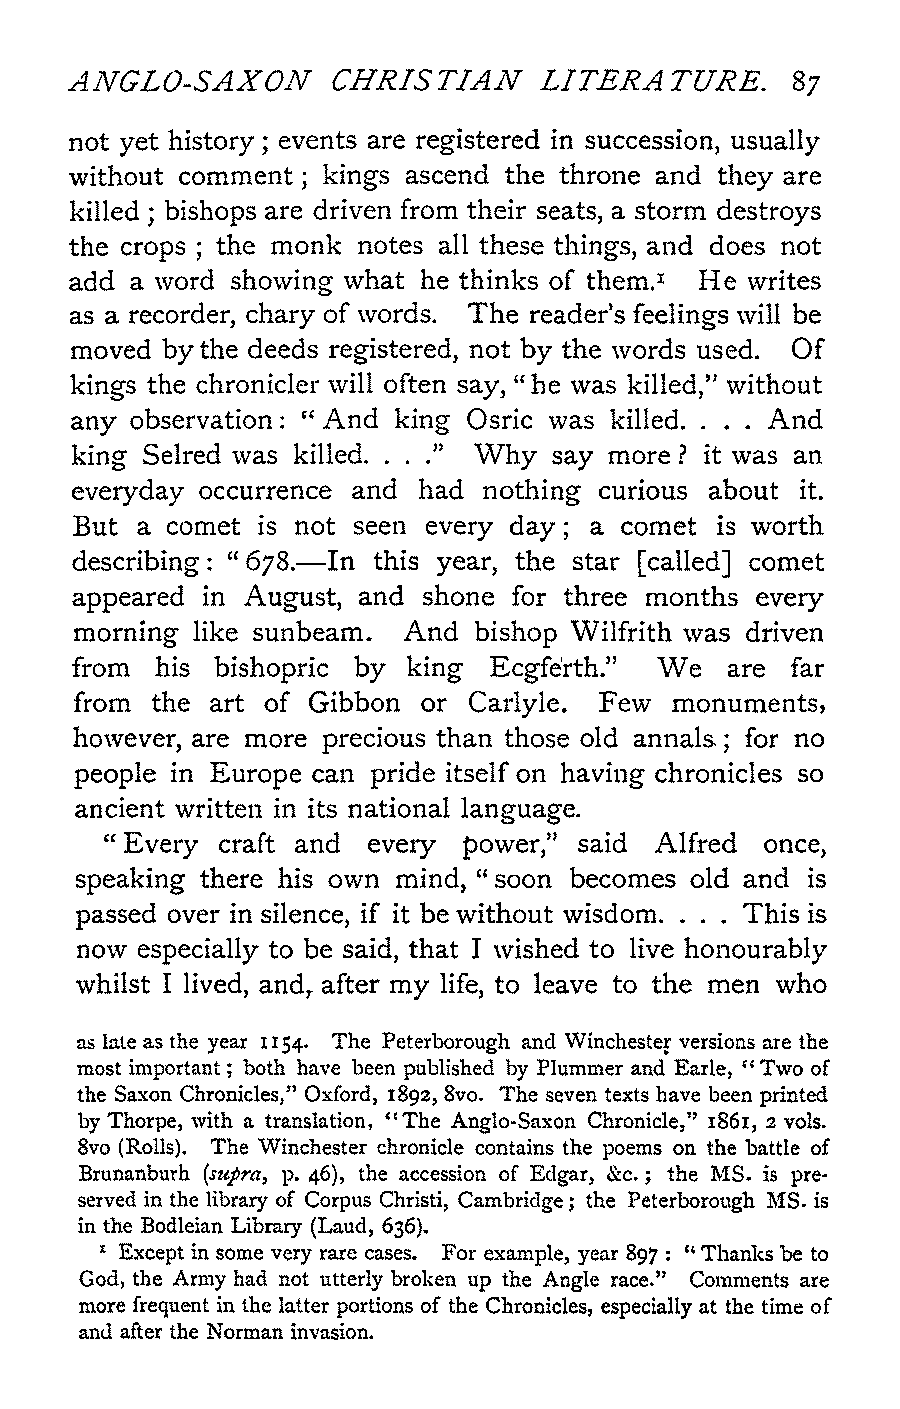 ANGLO-SAXON CHRISTIAN LITERATURE. 87
not yet history ; events are registered in succession, usually
without comment ; kings ascend the throne and they are
killed ; bishops are driven from their seats, a storm destroys
the crops ; the monk notes all these things, and does not
add a word showing what he thinks of them.¹ He writes
as a recorder, chary of words. The reader's feelings will be
moved by the deeds registered, not by the words used. Of
kings the chronicler will often say, “he was killed,” without
any observation : “ And king Osric was killed. . . . And
king Selred was killed. . . .” Why say more ? it was an
everyday occurrence and had nothing curious about it.
But a comet is not seen every day ; a comet is worth
describing : “ 678.—In this year, the star [called] comet
appeared in August, and shone for three months every
morning like sunbeam. And bishop Wilfrith was driven
from his bishopric by king Ecgferth.” We are far
from the art of Gibbon or Carlyle. Few monuments,
however, are more precious than those old annals ; for no
people in Europe can pride itself on having chronicles so
ancient written in its national language.
“ Every craft and every power,” said Alfred once,
speaking there his own mind, “ soon becomes old and is
passed over in silence, if it be without wisdom. . . . This is
now especially to be said, that I wished to live honourably
whilst I lived, and, after my life, to leave to the men who
as late as the year 1154. The Peterborough and Winchester versions are the
most important ; both have been published by Plummer and Earle, “Two of
the Saxon Chronicles,” Oxford, 1892, 8vo. The seven texts have been printed
by Thorpe, with a translation, “The Anglo-Saxon Chronicle,” 1861, 2 vols.
8vo (Rolls). The Winchester chronicle contains the poems on the battle of
Brunanburh (supra, p. 46), the accession of Edgar, &c. ; the MS. is pre-
served in the library of Corpus Christi, Cambridge ; the Peterborough MS. is
in the Bodleian Library (Laud, 636).
¹ Except in some very rare cases. For example, year 897 : “ Thanks be to
God, the Army had not utterly broken up the Angle race.” Comments are
more frequent in the latter portions of the Chronicles, especially at the time of
and after the Norman invasion.